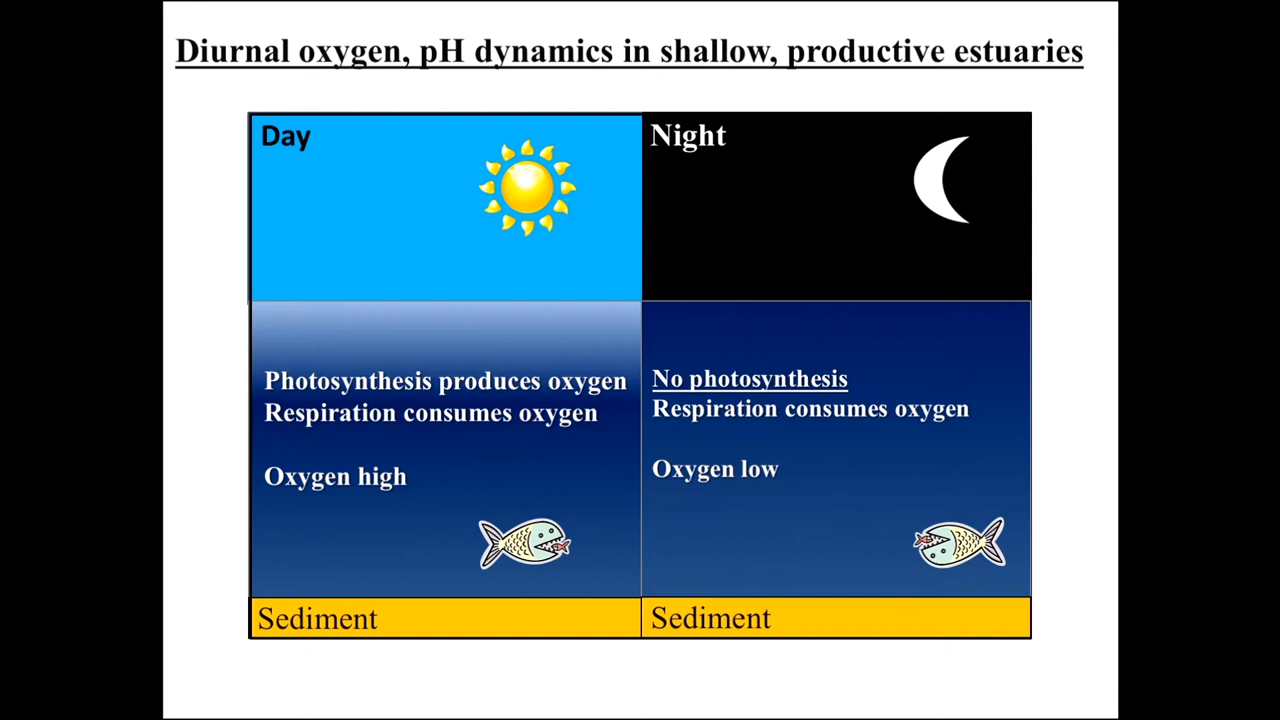 Diurnal oxygen, pH dynamics in shallow, productive estuaries
Day
Photosynthesis produces oxygen
Respiration consumes oxygen
Oxygen high
Sediment
Night
No photosynthesis
Respiration consumes oxygen
Oxygen low
Sediment